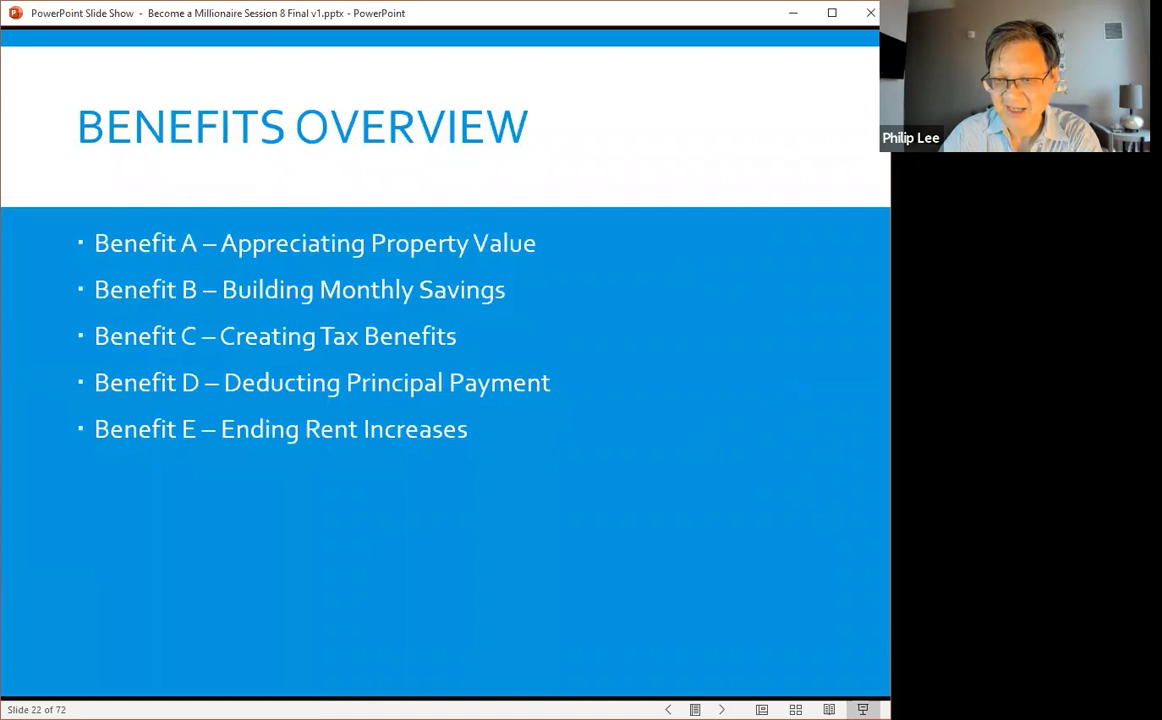 PowerPoint Slide Show - Become a Millionaire Session 8 Final v1.pptx - PowerPoint
Philip Lee
BENEFITS OVERVIEW
▪ Benefit A – Appreciating Property Value
▪ Benefit B – Building Monthly Savings
▪ Benefit C – Creating Tax Benefits
▪ Benefit D – Deducting Principal Payment
▪ Benefit E – Ending Rent Increases
Slide 22 of 72